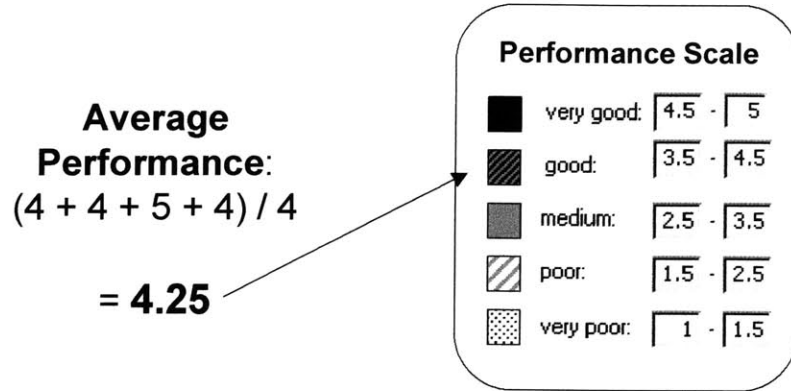 Average
Performance:
(4 + 4 + 5 + 4) / 4
= 4.25
Performance Scale
very good: 4.5 - 5
good: 3.5 - 4.5
medium: 2.5 - 3.5
poor: 1.5 - 2.5
very poor: 1 - 1.5